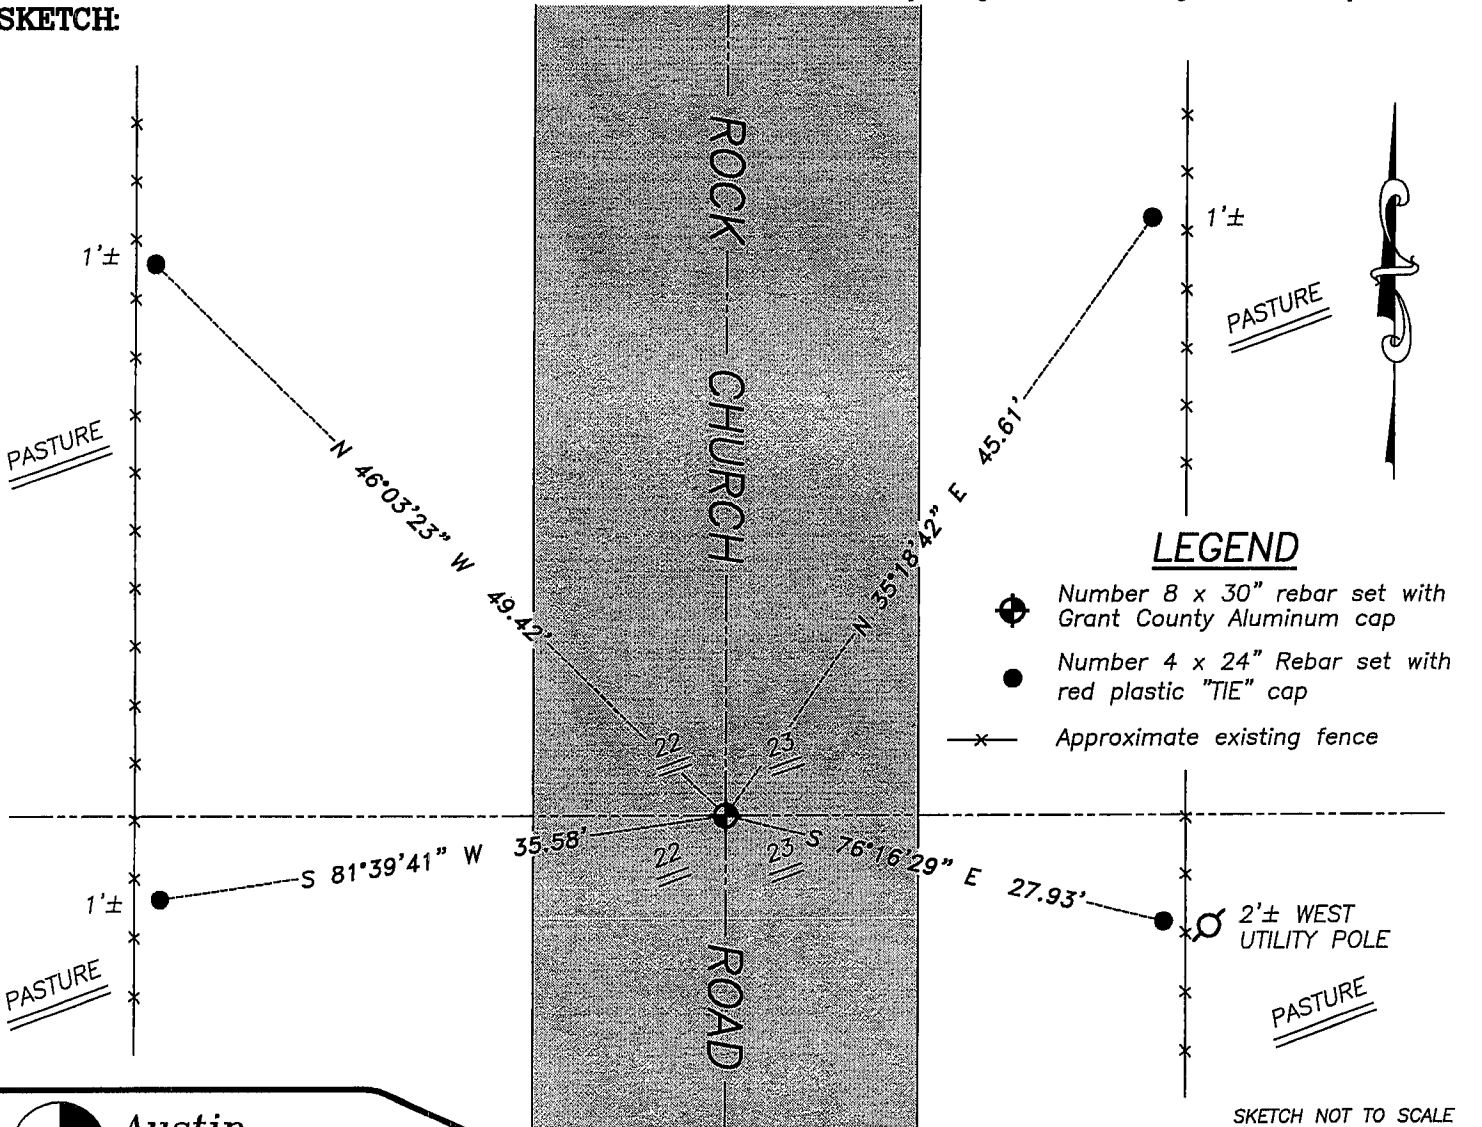 SKETCH:
ROCK CHURCH ROAD
1'±
1'±
PASTURE
PASTURE
N 46°03'23" W 49.42'
N 35°18'42" E 45.61'
LEGEND
Number 8 x 30" rebar set with
Grant County Aluminum cap
Number 4 x 24" Rebar set with
red plastic "TIE" cap
Approximate existing fence
22
23
S 81°39'41" W 35.58'
22
23
S 76°16'29" E 27.93'
1'±
2'± WEST
UTILITY POLE
PASTURE
PASTURE
SKETCH NOT TO SCALE
Austin